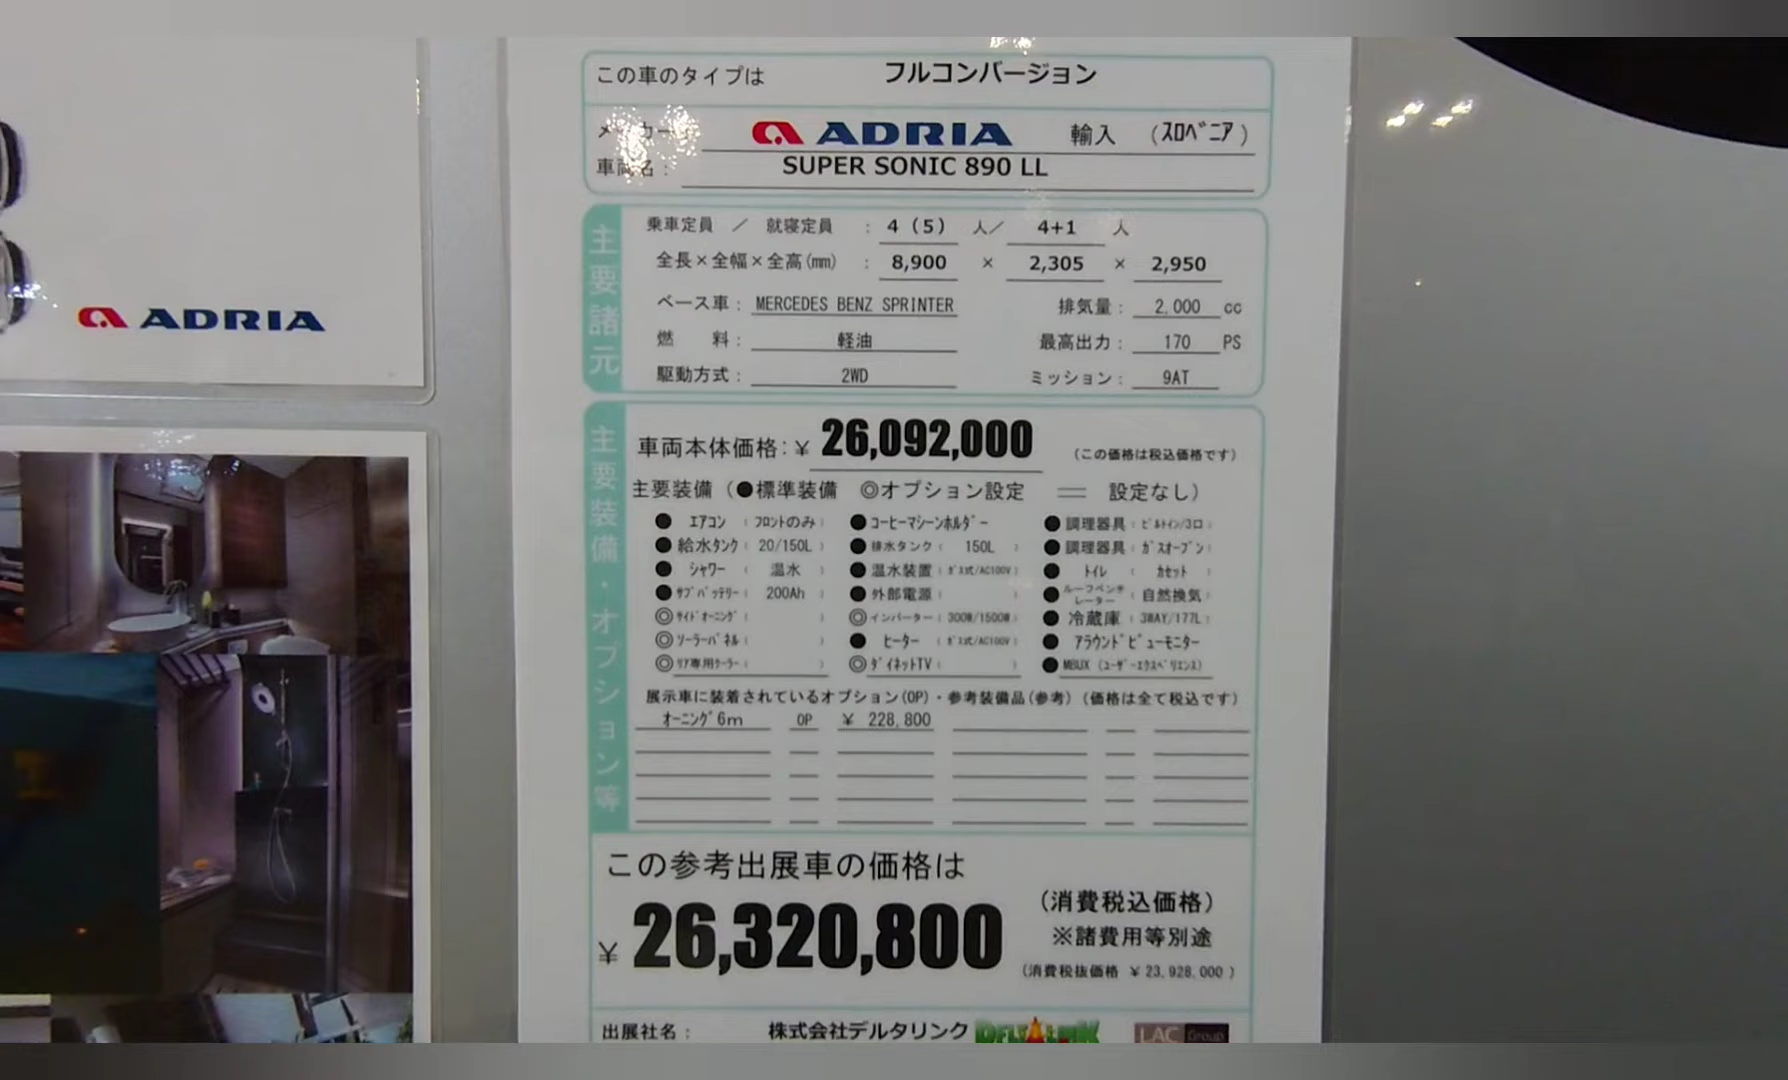 この車のタイプは フルコンバージョン
メーカー ADRIA 輸入 (ｽﾛﾍﾞﾆｱ)
車両名: SUPER SONIC 890 LL
ADRIA
主要諸元
乗車定員 / 就寝定員 : 4 (5) 人/ 4+1 人
全長×全幅×全高(mm) : 8,900 × 2,305 × 2,950
ベース車: MERCEDES BENZ SPRINTER 排気量: 2,000 cc
燃 料: 軽油 最高出力: 170 PS
駆動方式: 2WD ミッション: 9AT
主要装備・オプション等
車両本体価格:¥ 26,092,000 (この価格は税込価格です)
主要装備 (●標準装備 ◎オプション設定 ＝ 設定なし)
● ｴｱｺﾝ ( ﾌﾛﾝﾄのみ ) ● ｺｰﾋｰﾏｼｰﾝﾎﾙﾀﾞｰ ● 調理器具 ( ﾋﾞﾙﾄｲﾝ/3口 )
● 給水ﾀﾝｸ ( 20/150L ) ● 排水タンク ( 150L ) ● 調理器具 ( ｶﾞｽｵｰﾌﾞﾝ )
● ｼｬﾜｰ ( 温水 ) ● 温水装置 ( ｶﾞｽ式/AC100V ) ● ﾄｲﾚ ( ｶｾｯﾄ )
● ｻﾌﾞﾊﾞｯﾃﾘｰ ( 200Ah ) ● 外部電源 ( ) ● ルーフベンチレーター ( 自然換気 )
◎ ｻｲﾄﾞｵｰﾆﾝｸﾞ ( ) ◎ インバーター ( 300W/1500W ) ● 冷蔵庫 ( 3WAY/177L )
◎ ｿｰﾗｰﾊﾟﾈﾙ ( ) ● ﾋｰﾀｰ ( ｶﾞｽ式/AC100V ) ● ｱﾗｳﾝﾄﾞﾋﾞｭｰﾓﾆﾀｰ
◎ ﾘｱ専用ｸｰﾗｰ ( ) ◎ ﾀﾞｲﾈｯﾄTV ( ) ● MBUX (ﾕｰｻﾞｰｴｸｽﾍﾟﾘｴﾝｽ)
展示車に装着されているオプション(OP)・参考装備品(参考) (価格は全て税込です)
ｵｰﾆﾝｸﾞ6m OP ¥ 228,800
この参考出展車の価格は
¥ 26,320,800 (消費税込価格)
※諸費用等別途
(消費税抜価格 ¥ 23,928,000 )
出展社名: 株式会社デルタリンク DELTALINK LAC Group